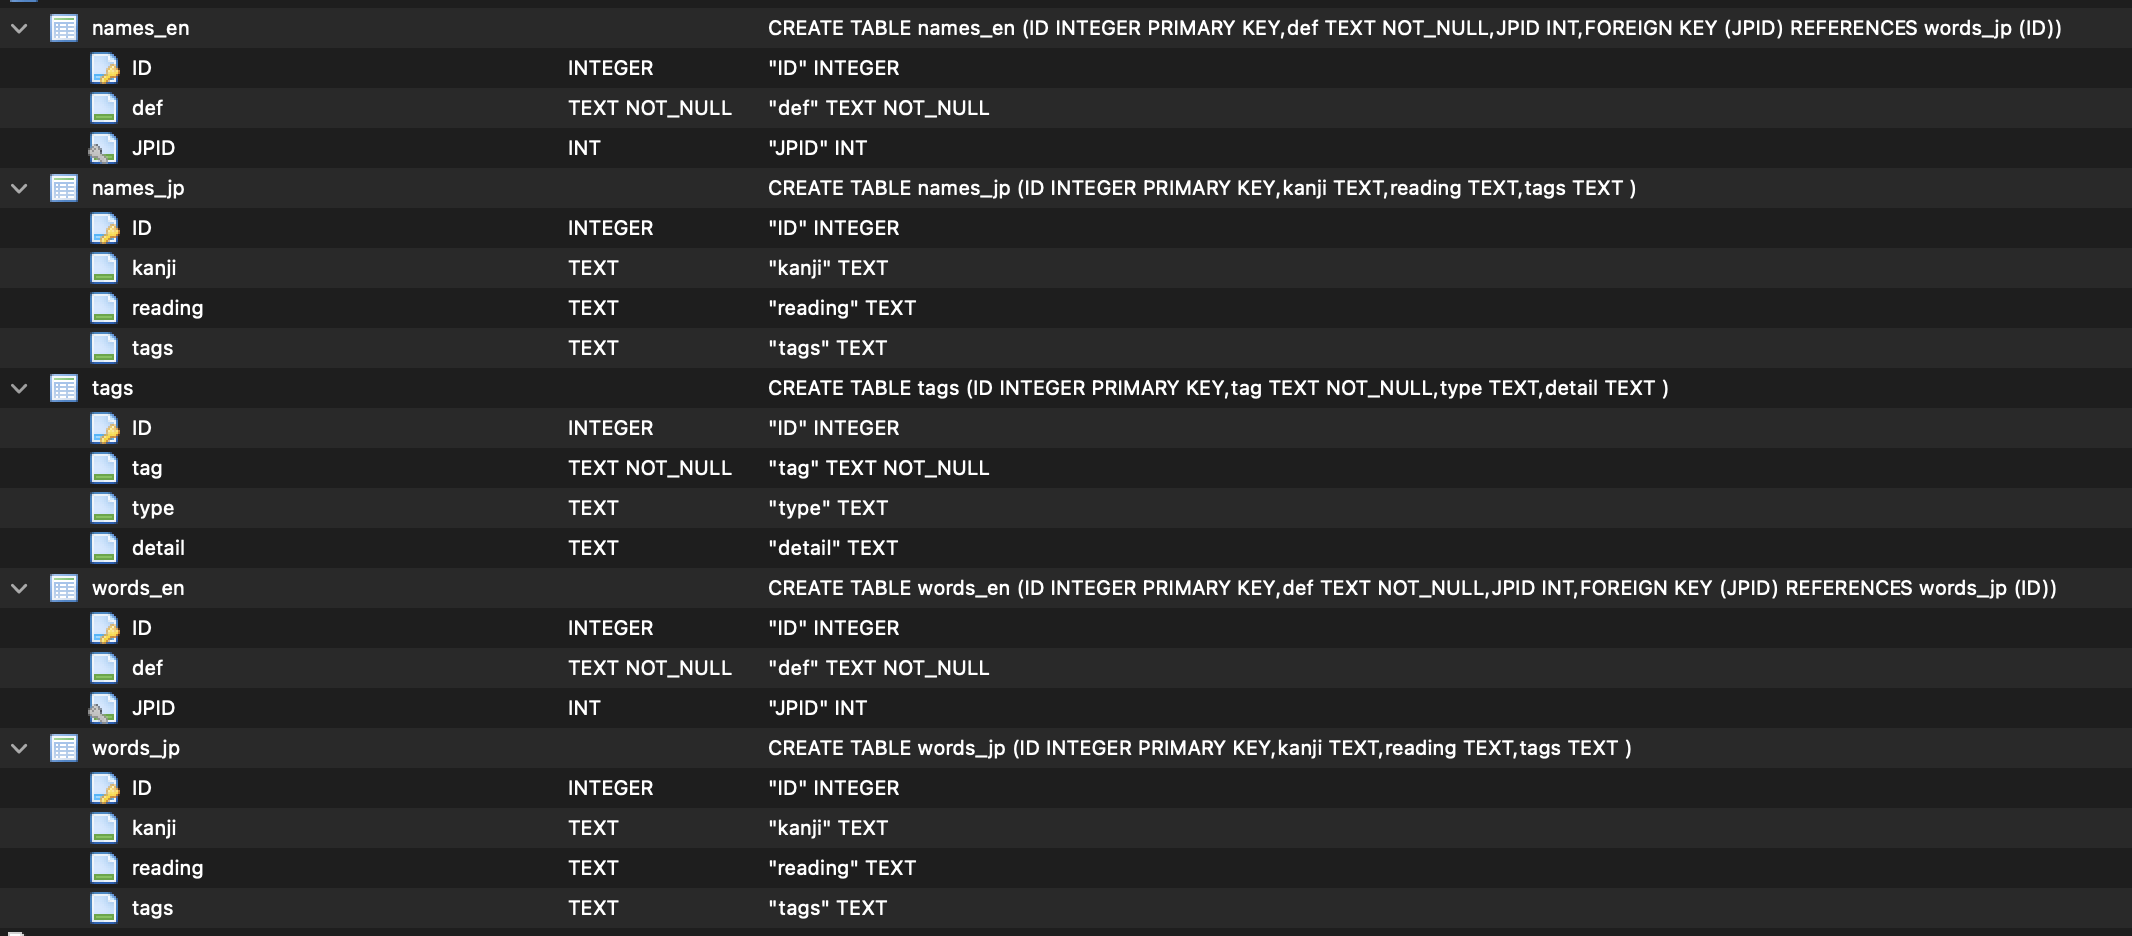 names_en CREATE TABLE names_en (ID INTEGER PRIMARY KEY,def TEXT NOT_NULL,JPID INT,FOREIGN KEY (JPID) REFERENCES words_jp (ID))
ID INTEGER "ID" INTEGER
def TEXT NOT_NULL "def" TEXT NOT_NULL
JPID INT "JPID" INT
names_jp CREATE TABLE names_jp (ID INTEGER PRIMARY KEY,kanji TEXT,reading TEXT,tags TEXT )
ID INTEGER "ID" INTEGER
kanji TEXT "kanji" TEXT
reading TEXT "reading" TEXT
tags TEXT "tags" TEXT
tags CREATE TABLE tags (ID INTEGER PRIMARY KEY,tag TEXT NOT_NULL,type TEXT,detail TEXT )
ID INTEGER "ID" INTEGER
tag TEXT NOT_NULL "tag" TEXT NOT_NULL
type TEXT "type" TEXT
detail TEXT "detail" TEXT
words_en CREATE TABLE words_en (ID INTEGER PRIMARY KEY,def TEXT NOT_NULL,JPID INT,FOREIGN KEY (JPID) REFERENCES words_jp (ID))
ID INTEGER "ID" INTEGER
def TEXT NOT_NULL "def" TEXT NOT_NULL
JPID INT "JPID" INT
words_jp CREATE TABLE words_jp (ID INTEGER PRIMARY KEY,kanji TEXT,reading TEXT,tags TEXT )
ID INTEGER "ID" INTEGER
kanji TEXT "kanji" TEXT
reading TEXT "reading" TEXT
tags TEXT "tags" TEXT